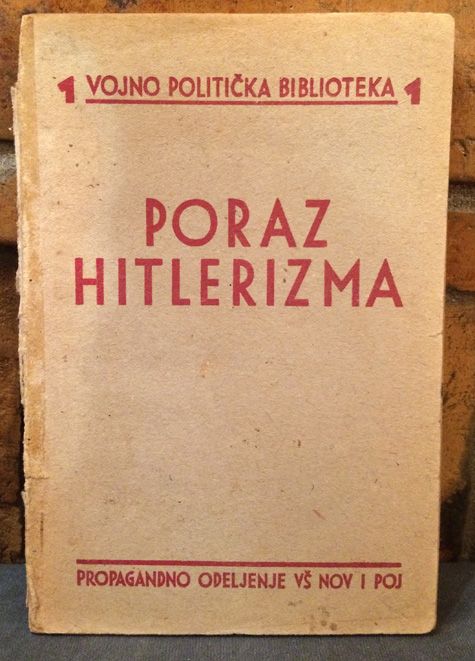 1 VOJNO POLITIČKA BIBLIOTEKA 1
PORAZ
HITLERIZMA
PROPAGANDNO ODELJENJE VŠ NOV I POJ